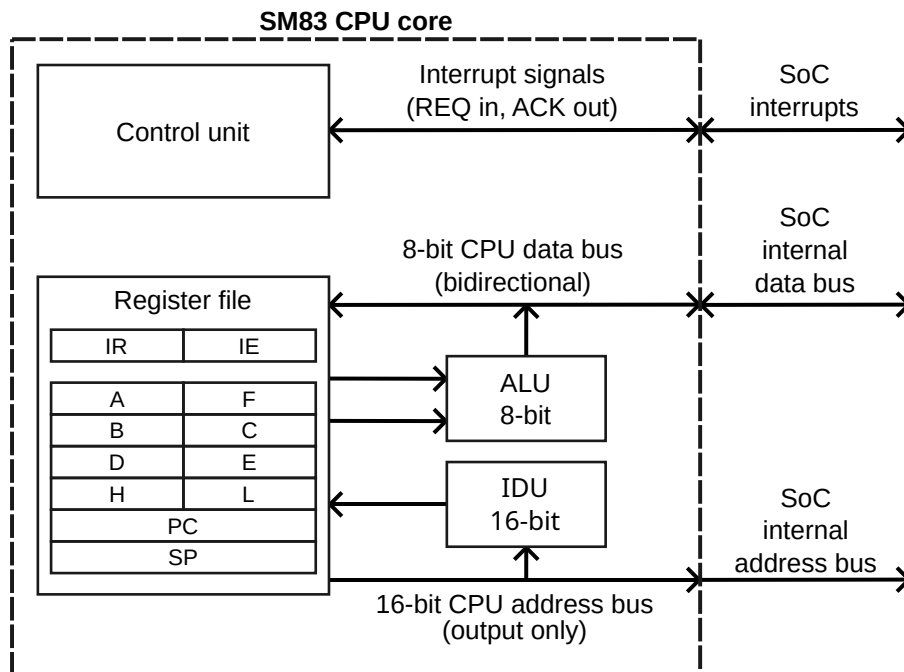 SM83 CPU core
Control unit
Interrupt signals
(REQ in, ACK out)
SoC
interrupts
8-bit CPU data bus
(bidirectional)
SoC
internal
data bus
Register file
IR IE
A F
B C
D E
H L
PC
SP
ALU
8-bit
IDU
16-bit
16-bit CPU address bus
(output only)
SoC
internal
address bus